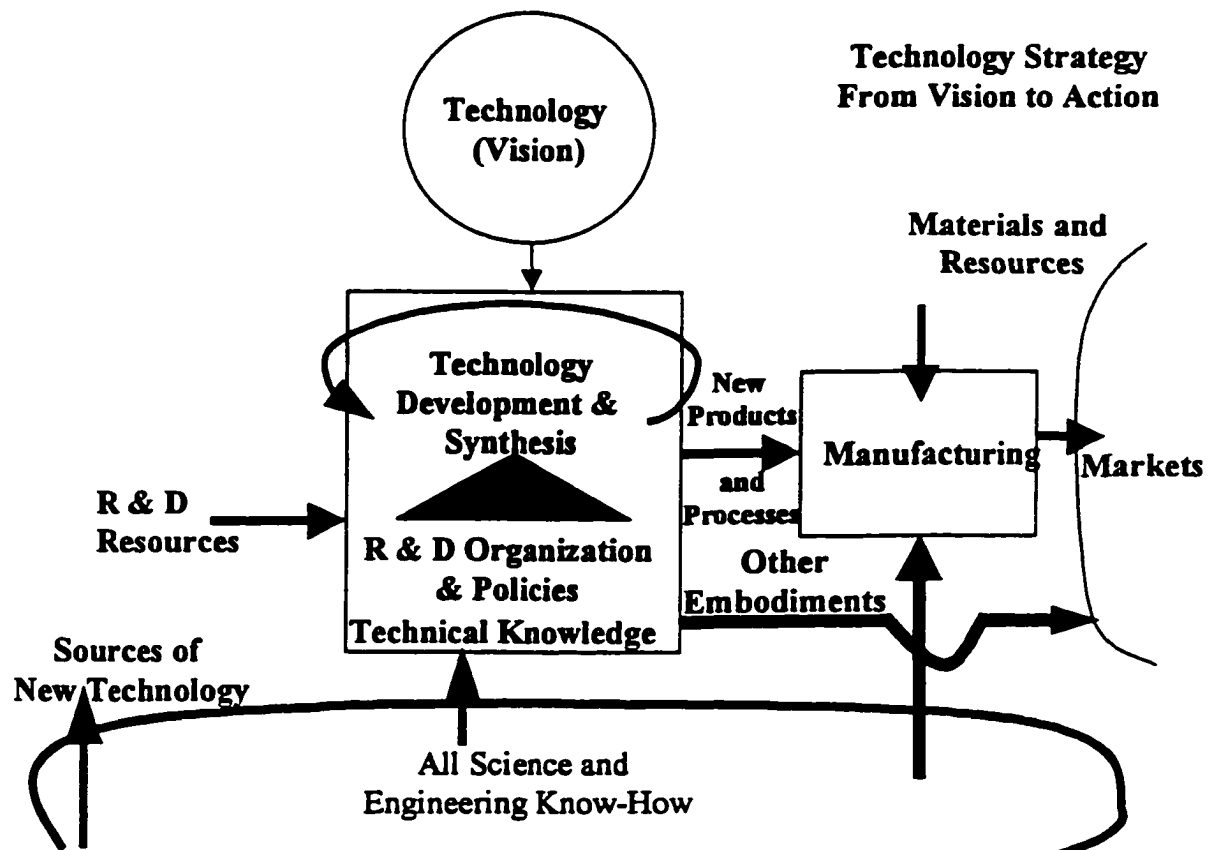 Technology Strategy
From Vision to Action
Technology
(Vision)
Materials and
Resources
Technology
Development &
Synthesis
New
Products
and
Processes
Manufacturing
Markets
R & D
Resources
R & D Organization
& Policies
Technical Knowledge
Other
Embodiments
Sources of
New Technology
All Science and
Engineering Know-How